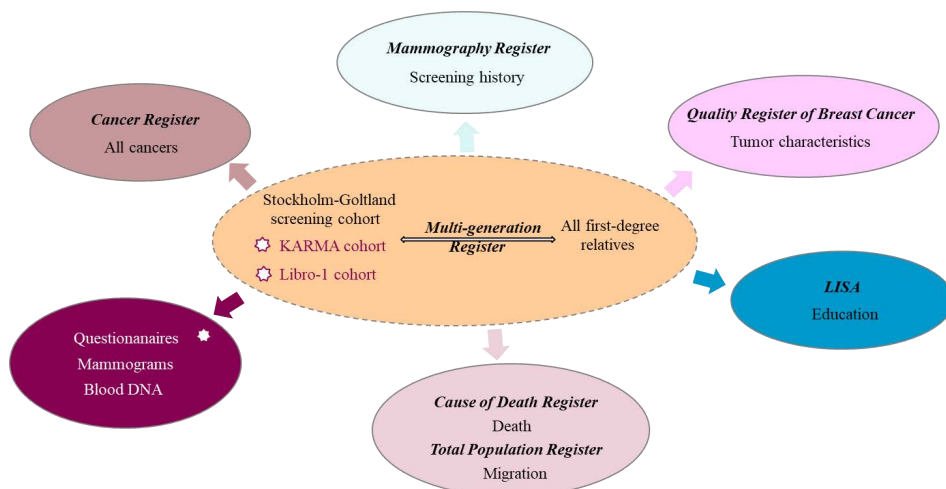 Mammography Register
Screening history
Cancer Register
All cancers
Quality Register of Breast Cancer
Tumor characteristics
Stockholm-Goltland
screening cohort
KARMA cohort
Libro-1 cohort
Multi-generation
Register
All first-degree
relatives
LISA
Education
Questionanaires
Mammograms
Blood DNA
Cause of Death Register
Death
Total Population Register
Migration